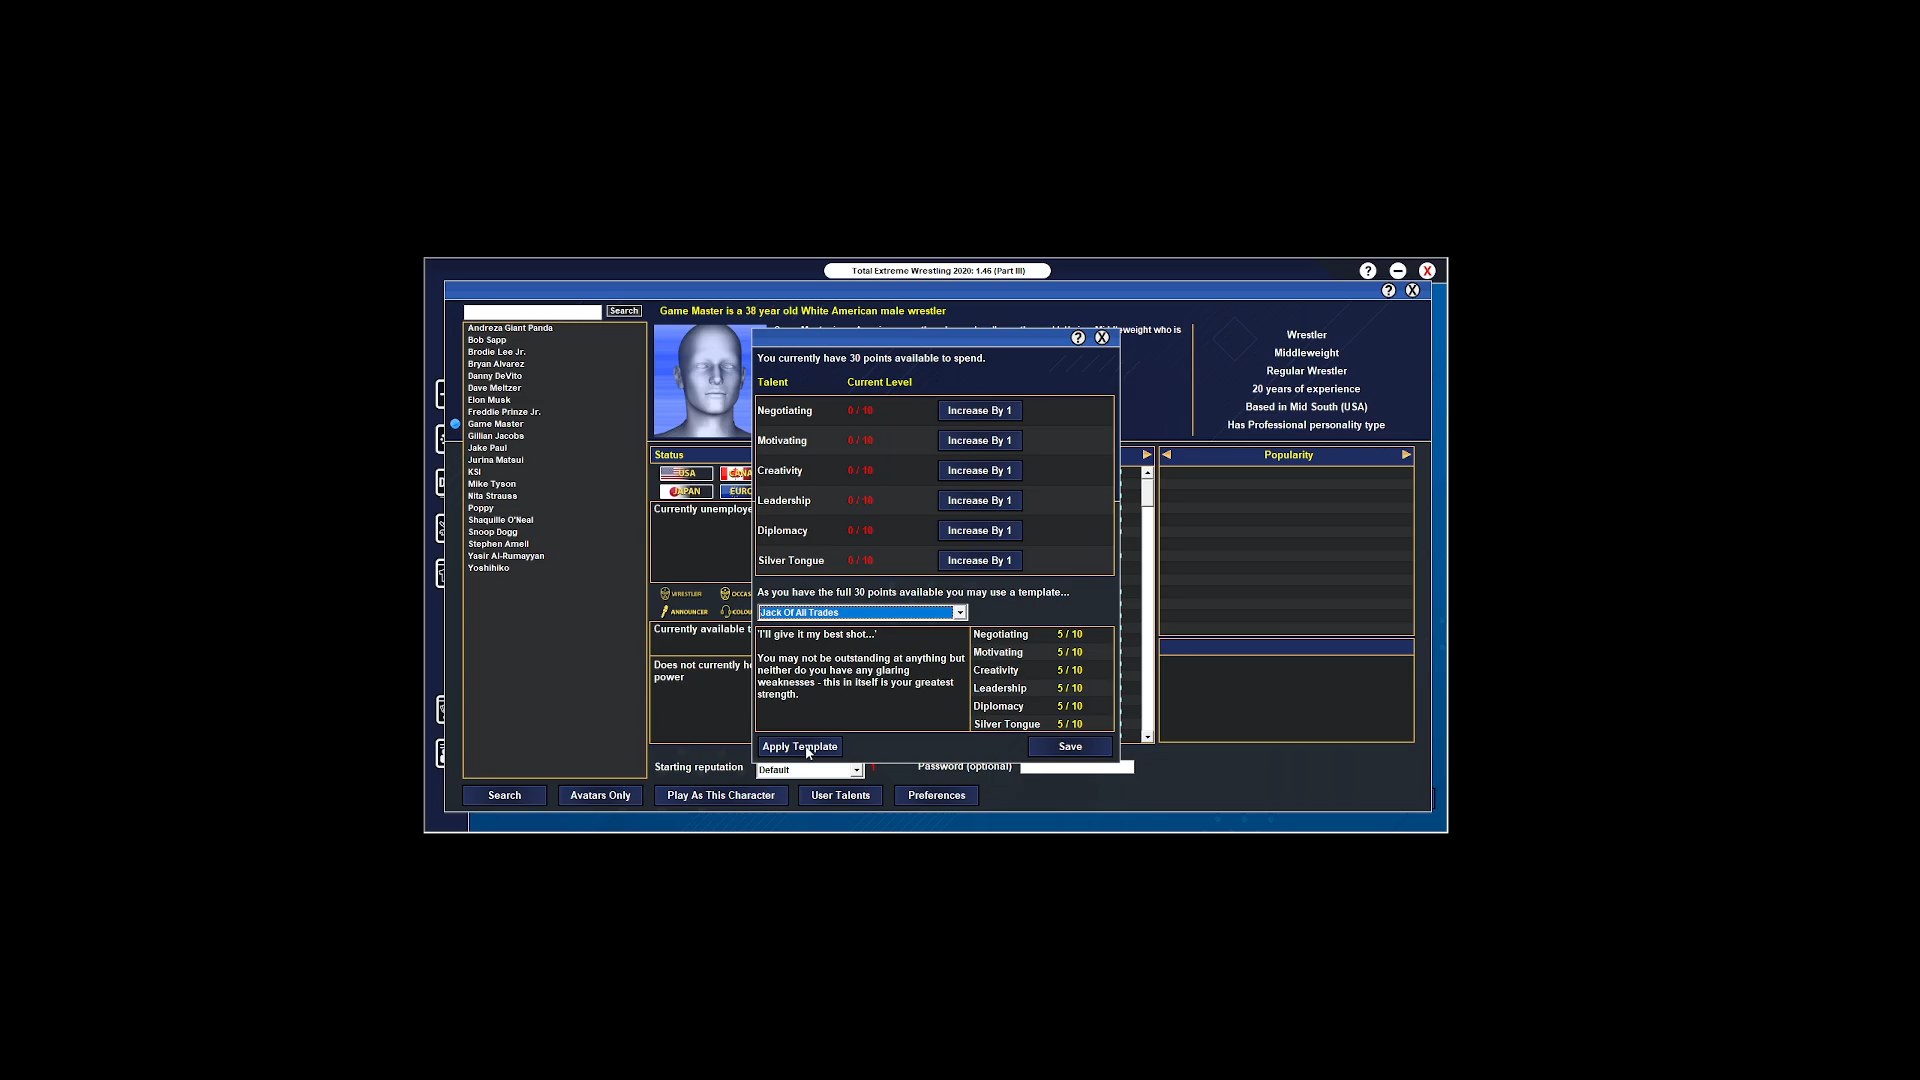 Total Extreme Wrestling 2020: 1.46 (Part III)
? X
? X
Search
Game Master is a 38 year old White American male wrestler
Andreza Giant Panda
Bob Sapp
Brodie Lee Jr.
Bryan Alvarez
Danny DeVito
Dave Meltzer
Elon Musk
Freddie Prinze Jr.
Game Master
Gillian Jacobs
Jake Paul
Jurina Matsui
KSI
Mike Tyson
Nita Strauss
Poppy
Shaquille O'Neal
Snoop Dogg
Stephen Amell
Yasir Al-Rumayyan
Yoshihiko
weight who is
Wrestler
Middleweight
Regular Wrestler
20 years of experience
Based in Mid South (USA)
Has Professional personality type
? X
You currently have 30 points available to spend.
Talent Current Level
Negotiating 0 / 10 Increase By 1
Motivating 0 / 10 Increase By 1
Creativity 0 / 10 Increase By 1
Leadership 0 / 10 Increase By 1
Diplomacy 0 / 10 Increase By 1
Silver Tongue 0 / 10 Increase By 1
As you have the full 30 points available you may use a template...
Jack Of All Trades
'I'll give it my best shot...'
You may not be outstanding at anything but
neither do you have any glaring
weaknesses - this in itself is your greatest
strength.
Negotiating 5 / 10
Motivating 5 / 10
Creativity 5 / 10
Leadership 5 / 10
Diplomacy 5 / 10
Silver Tongue 5 / 10
Apply Template Save
Status
USA CANA
JAPAN EURO
Currently unemploye
WRESTLER OCCAS
ANNOUNCER COLOU
Currently available t
Does not currently h
power
Popularity
Starting reputation Default Password (optional)
Search Avatars Only Play As This Character User Talents Preferences